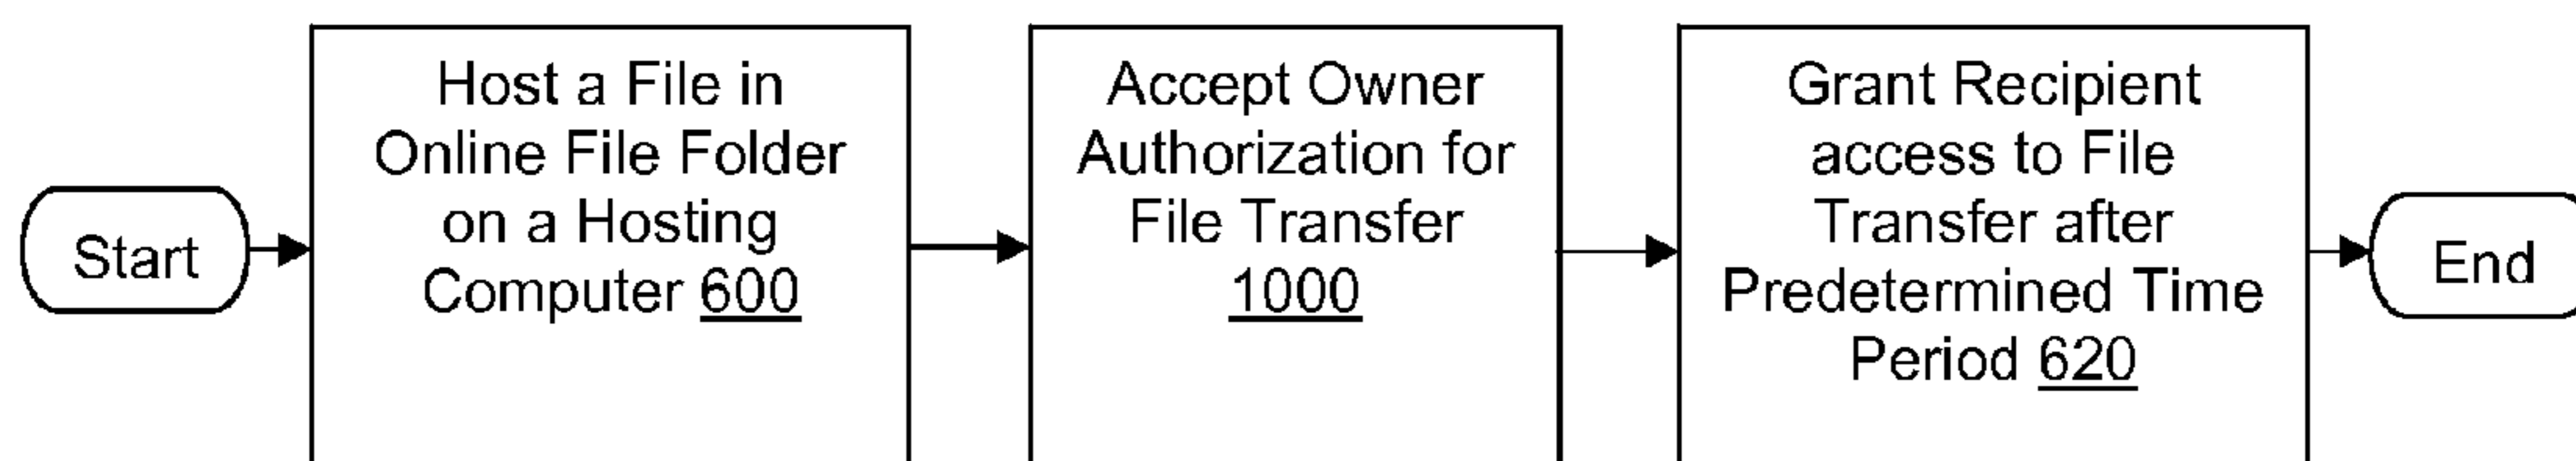 Start
Host a File in
Online File Folder
on a Hosting
Computer 600
Accept Owner
Authorization for
File Transfer
1000
Grant Recipient
access to File
Transfer after
Predetermined Time
Period 620
End